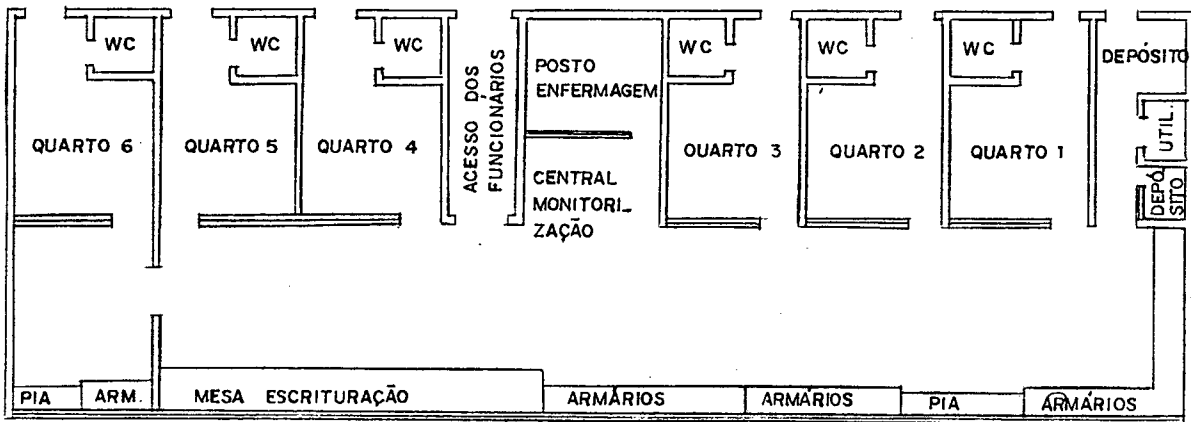 WC
WC
WC
WC
WC
WC
DEPÓSITO
POSTO
ENFERMAGEM
ACESSO DOS
FUNCIONÁRIOS
UTIL.
QUARTO 6
QUARTO 5
QUARTO 4
OUARTO 3
QUARTO 2
QUARTO 1
CENTRAL
MONITORI_
ZAÇÃO
DEPÓ
SITO
PIA
ARM.
MESA ESCRITURAÇÃO
ARMÁRIOS
ARMÁRIOS
PIA
ARMÁRIOS